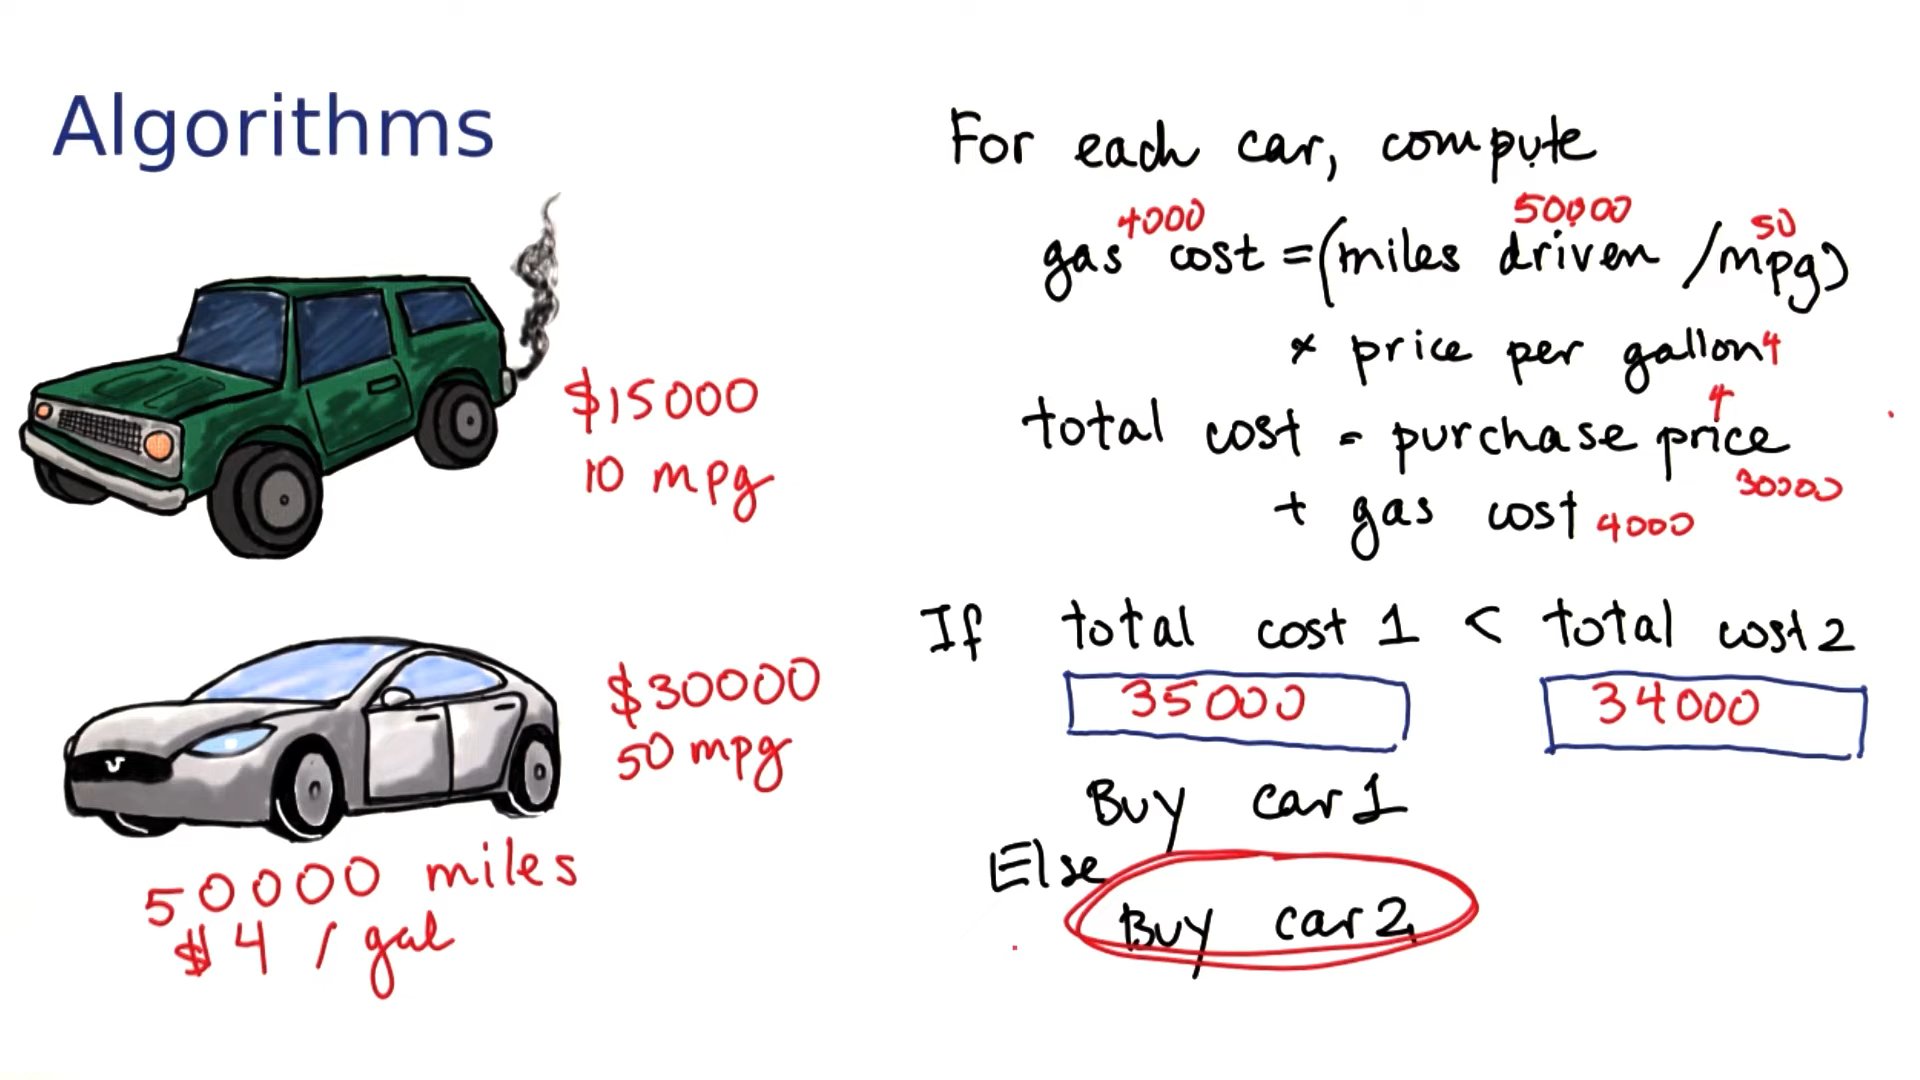 Algorithms
$15000
10 mpg
$30000
50 mpg
50000 miles
$4 / gal
For each car, compute
4000 50000 50
gas cost = (miles driven / mpg)
× price per gallon 4
4
total cost = purchase price
30000
+ gas cost 4000
If total cost 1 < total cost 2
35000 34000
Buy car 1
Else
Buy car 2